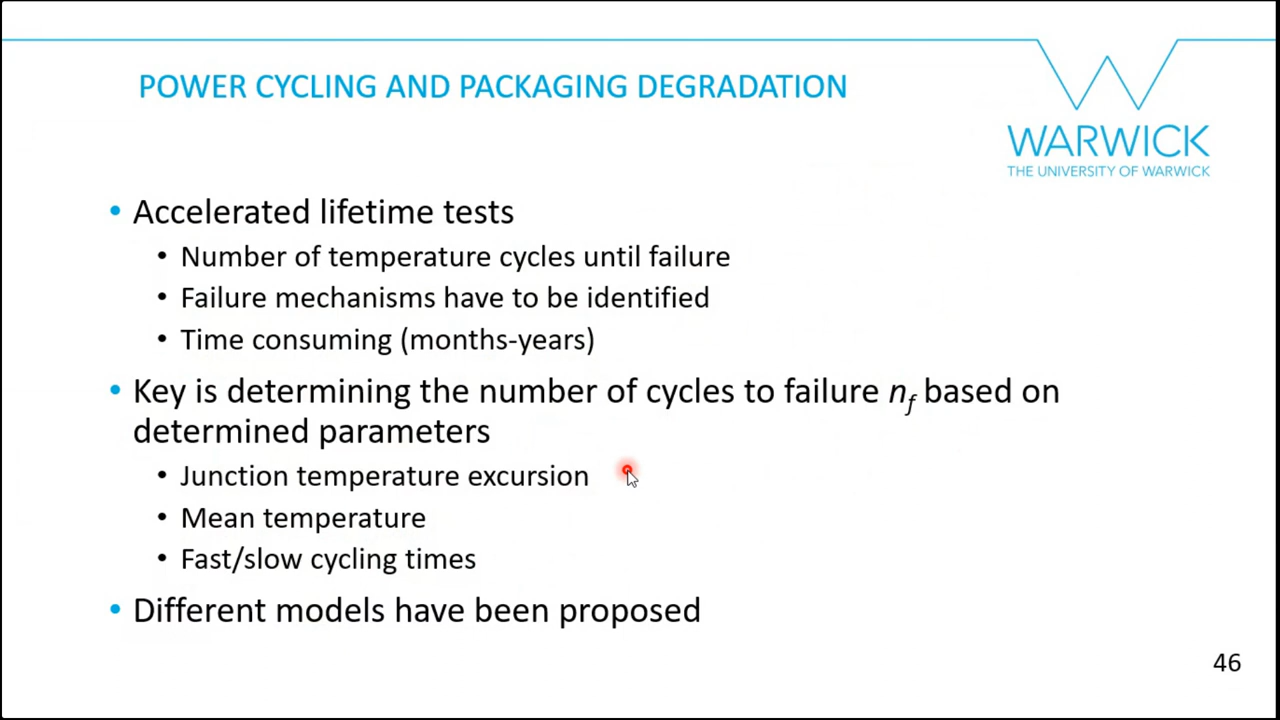 POWER CYCLING AND PACKAGING DEGRADATION
WARWICK
THE UNIVERSITY OF WARWICK
• Accelerated lifetime tests
• Number of temperature cycles until failure
• Failure mechanisms have to be identified
• Time consuming (months-years)
• Key is determining the number of cycles to failure nf based on
determined parameters
• Junction temperature excursion
• Mean temperature
• Fast/slow cycling times
• Different models have been proposed
46